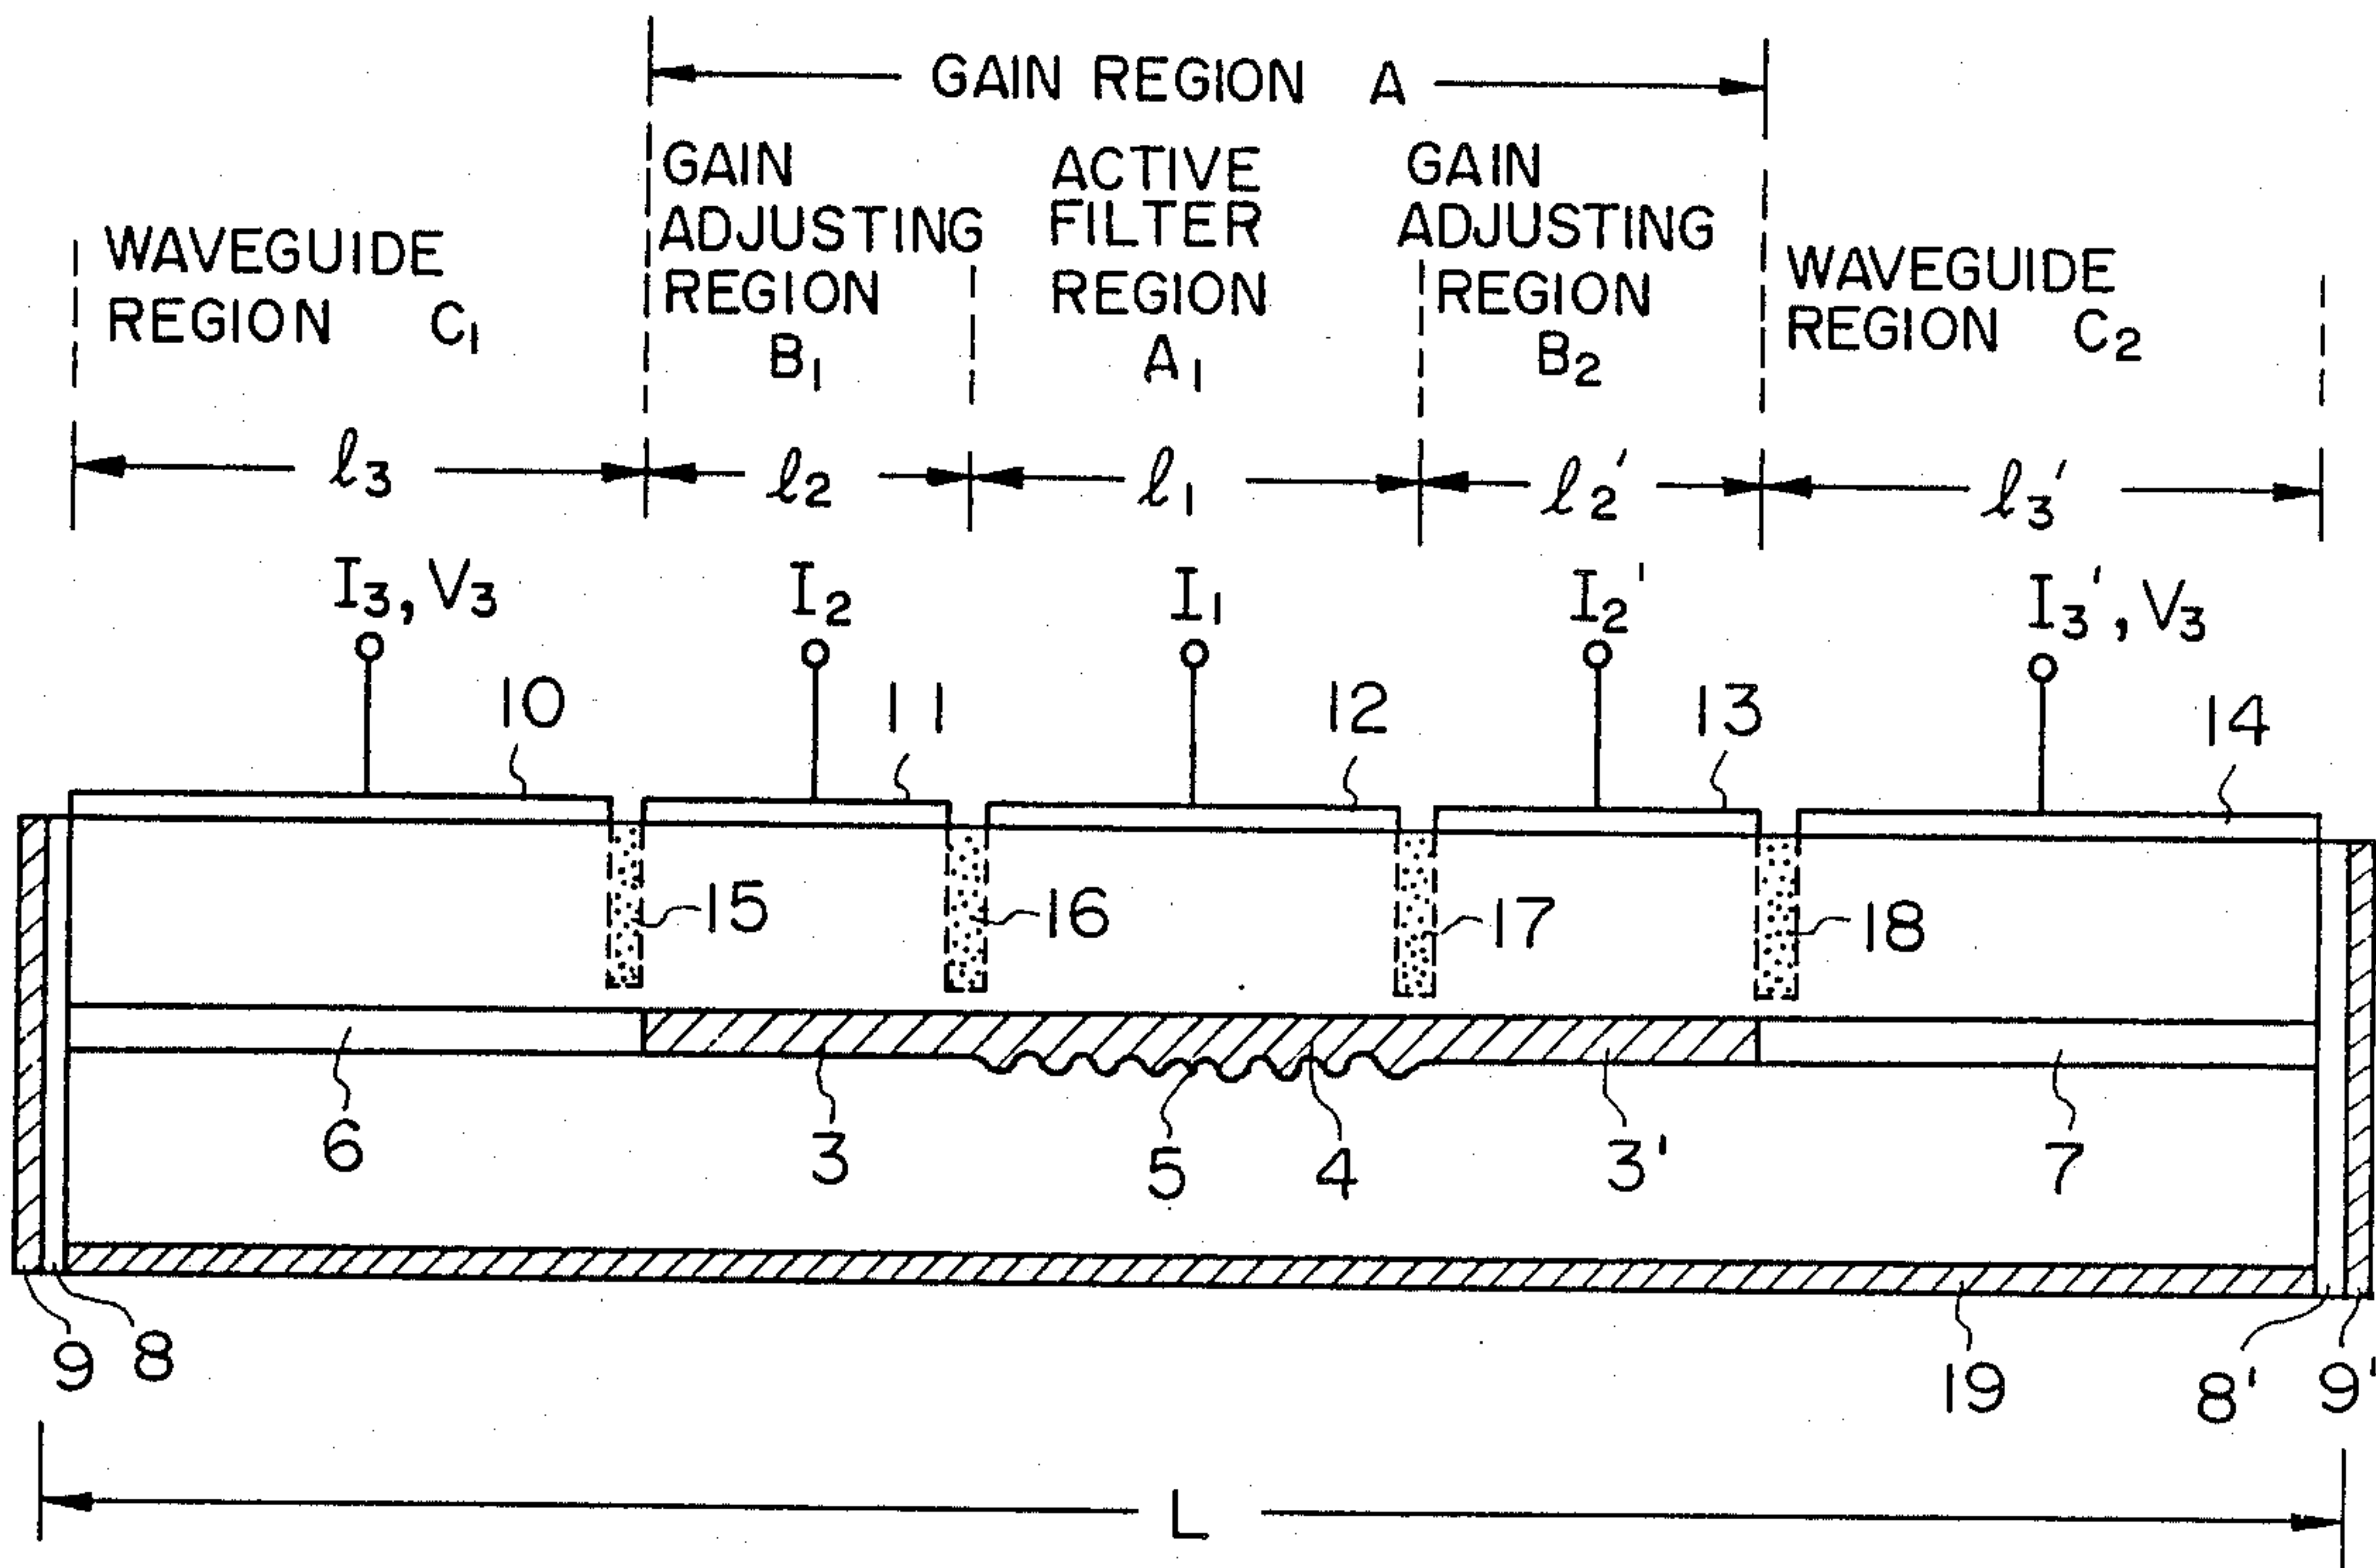 GAIN REGION A
WAVEGUIDE
REGION C₁
GAIN
ADJUSTING
REGION
B₁
ACTIVE
FILTER
REGION
A₁
GAIN
ADJUSTING
REGION
B₂
WAVEGUIDE
REGION C₂
ℓ₃ ℓ₂ ℓ₁ ℓ₂' ℓ₃'
I₃, V₃ I₂ I₁ I₂' I₃', V₃
10 11 12 13 14
15 16 17 18
6 3 5 4 3' 7
9 8 19 8' 9'
L